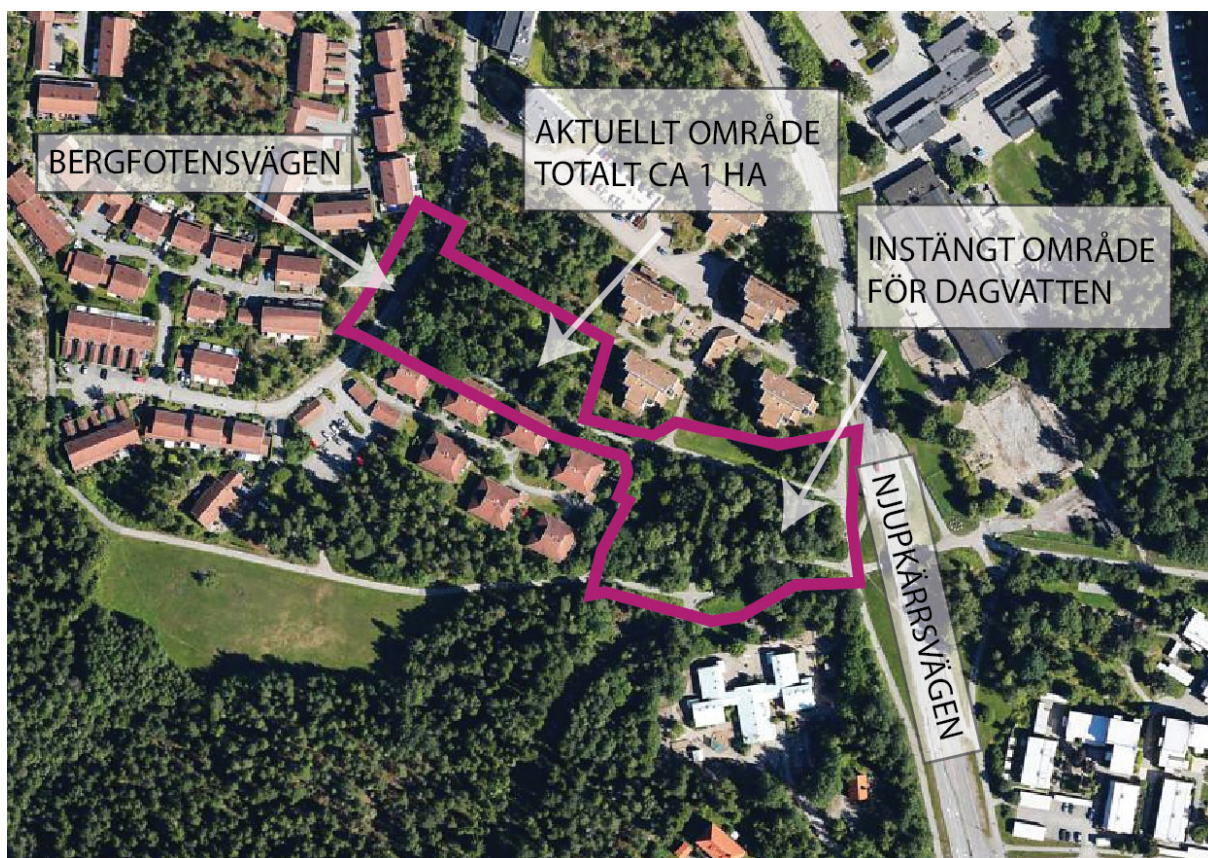 BERGFOTENSVÄGEN
AKTUELLT OMRÅDE
TOTALT CA 1 HA
INSTÄNGT OMRÅDE
FÖR DAGVATTEN
NJUPKÄRRSVÄGEN